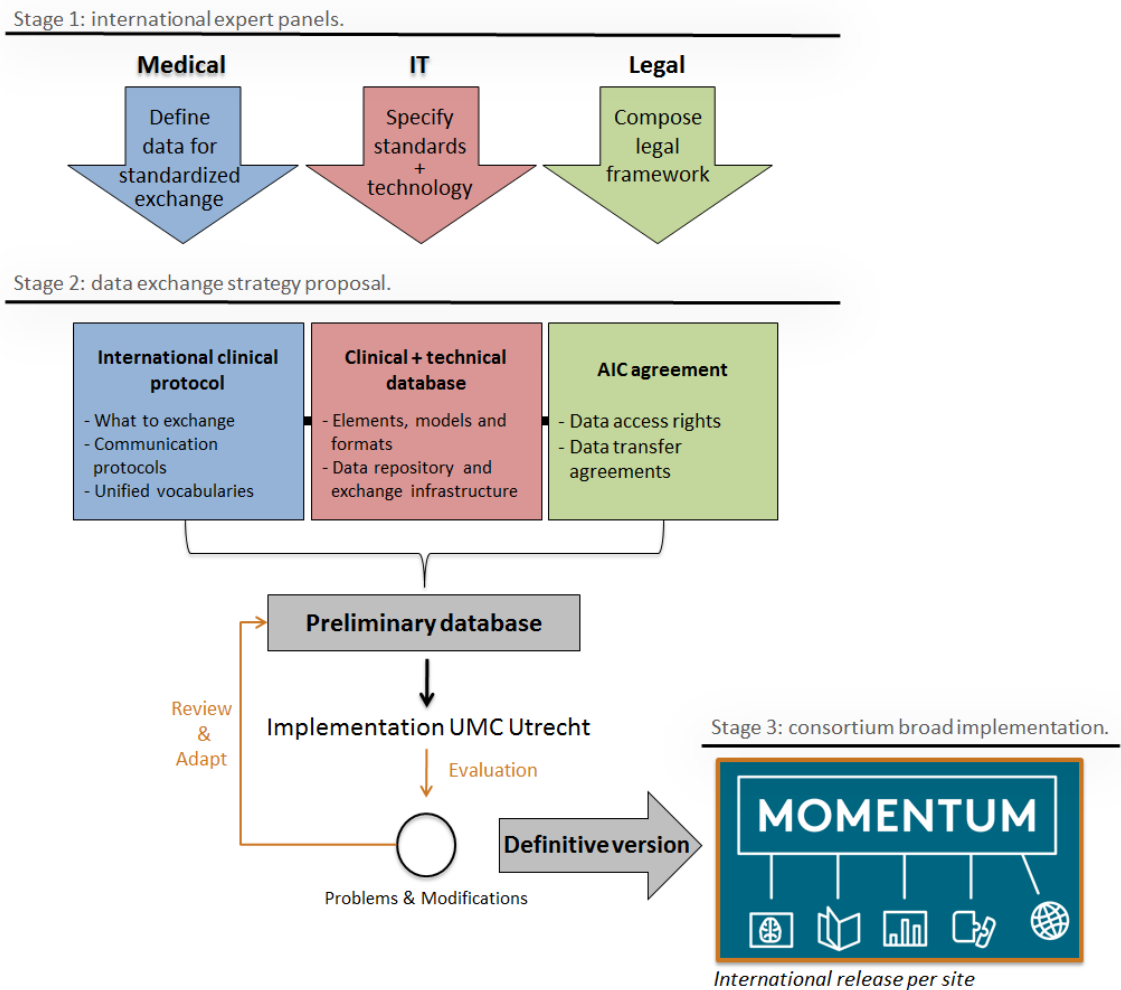 Stage 1: international expert panels.
Medical
IT
Legal
Define
data for
standardized
exchange
Specify
standards
+
technology
Compose
legal
framework
Stage 2: data exchange strategy proposal.
International clinical
protocol
- What to exchange
- Communication
protocols
- Unified vocabularies
Clinical + technical
database
- Elements, models and
formats
- Data repository and
exchange infrastructure
AIC agreement
- Data access rights
- Data transfer
agreements
Preliminary database
Review
&
Adapt
Implementation UMC Utrecht
Evaluation
Problems & Modifications
Definitive version
Stage 3: consortium broad implementation.
MOMENTUM
International release per site